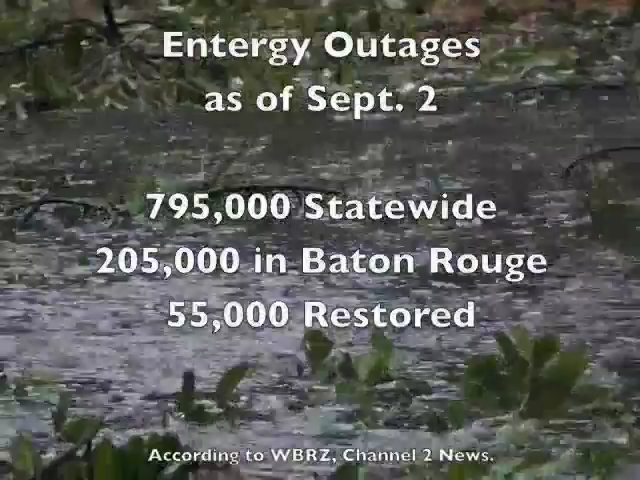 Entergy Outages
as of Sept. 2
795,000 Statewide
205,000 in Baton Rouge
55,000 Restored
According to WBRZ, Channel 2 News.